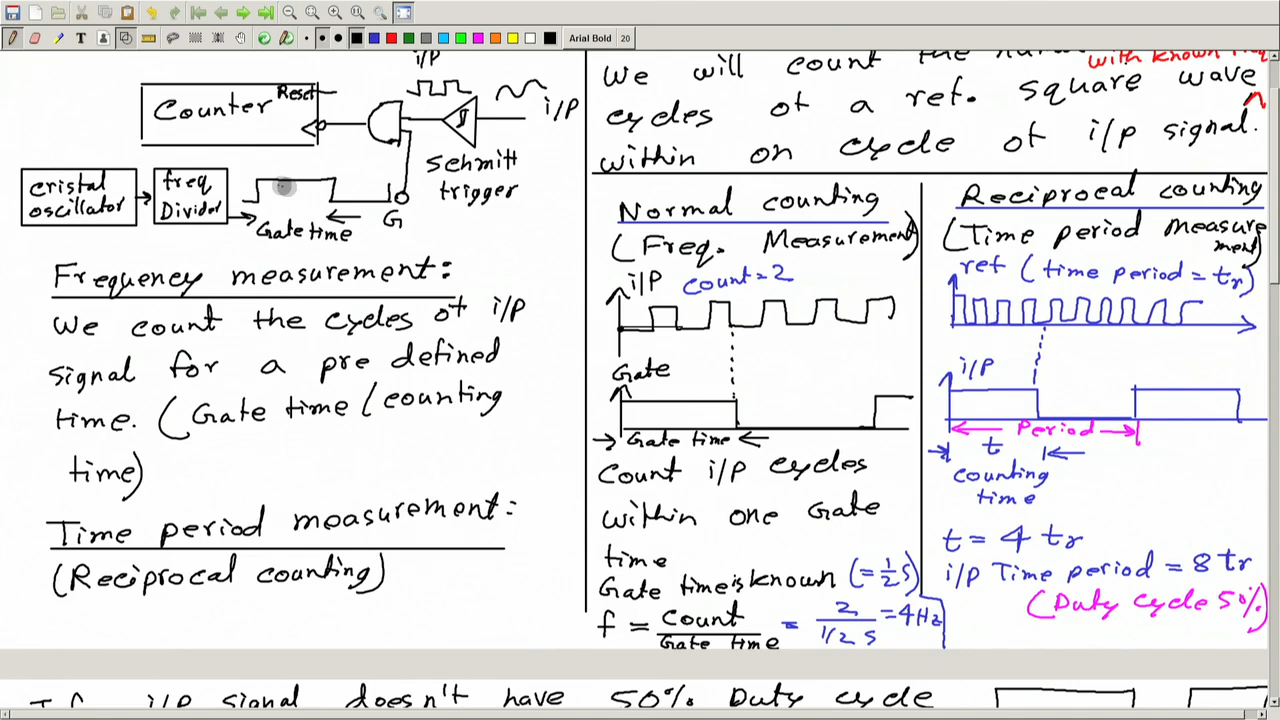 Arial Bold 20
i/p
Counter
Reset
i/p
Schmitt
trigger
cristal
oscillator
freq
Divider
Gate time
G
Frequency measurement:
We count the cycles of i/p
signal for a pre defined
time. (Gate time (counting
time)
Time period measurement:
(Reciprocal counting)
with known
We will count the
cycles of a ref. square wave
within on cycle of i/p signal.
Normal counting
(Freq. Measurement)
i/p count=2
Gate
Gate time
Count i/p cycles
within one Gate
time
Gate time is known (=1/2 s)
f = Count / Gate time = 2 / 1/2 s = 4Hz
Reciprocal counting
(Time period measure
ment)
ref (time period = tr)
i/p
Period
t
counting
time
t = 4 tr
i/p Time period = 8 tr
(Duty cycle 50%)
If i/p signal doesn't have 50% Duty cycle